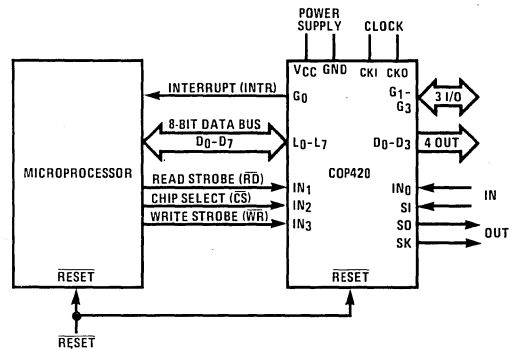 POWER SUPPLY
CLOCK
VCC GND CKI CKO
INTERRUPT (INTR)
G0
G1-G3
3 I/O
8-BIT DATA BUS
D0-D7
L0-L7
D0-D3
4 OUT
MICROPROCESSOR
COP420
READ STROBE (RD)
IN1
IN0
IN
CHIP SELECT (CS)
IN2
SI
WRITE STROBE (WR)
IN3
SO
OUT
SK
RESET
RESET
RESET